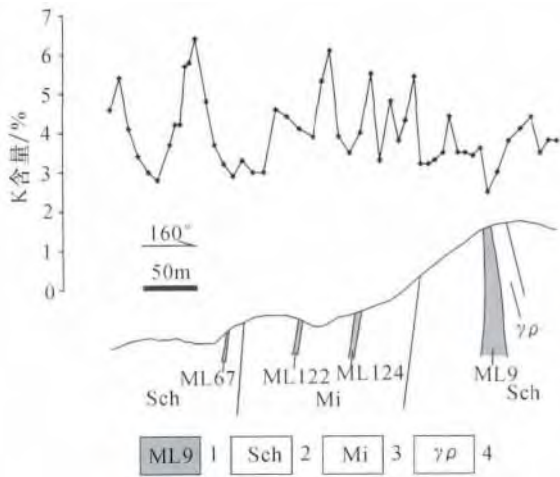 7
6
5
4
3
2
1
0
K含量/%
160°
50m
ML67
ML122
ML124
ML9
γρ
Sch
Mi
Sch
ML9 1 Sch 2 Mi 3 γρ 4